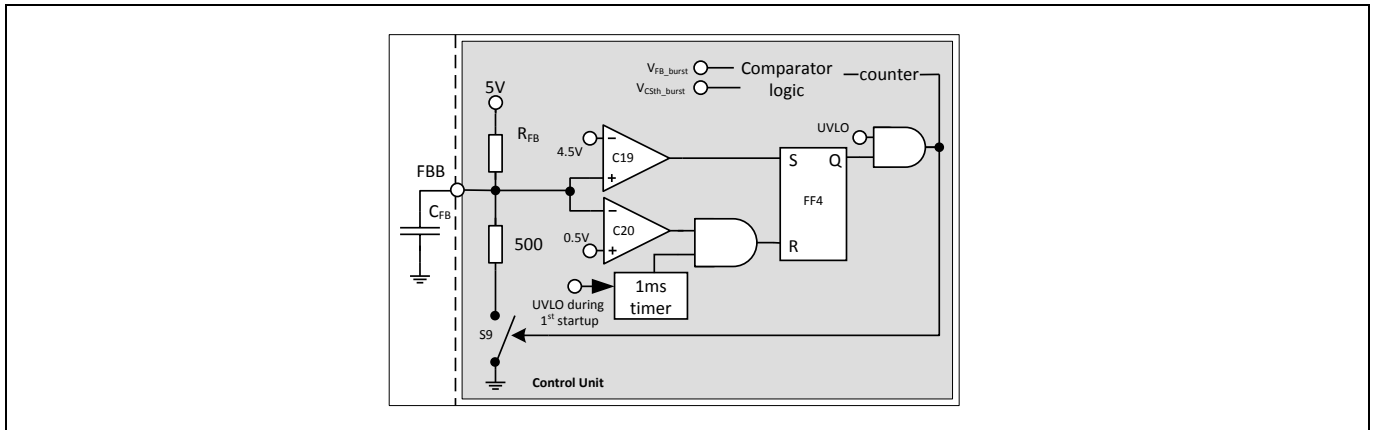 V_FB_burst
Comparator logic
counter
V_CSth_burst
5V
R_FB
UVLO
4.5V
C19
S
Q
FBB
FF4
C_FB
C20
R
500
0.5V
1ms timer
UVLO during
1st startup
S9
Control Unit